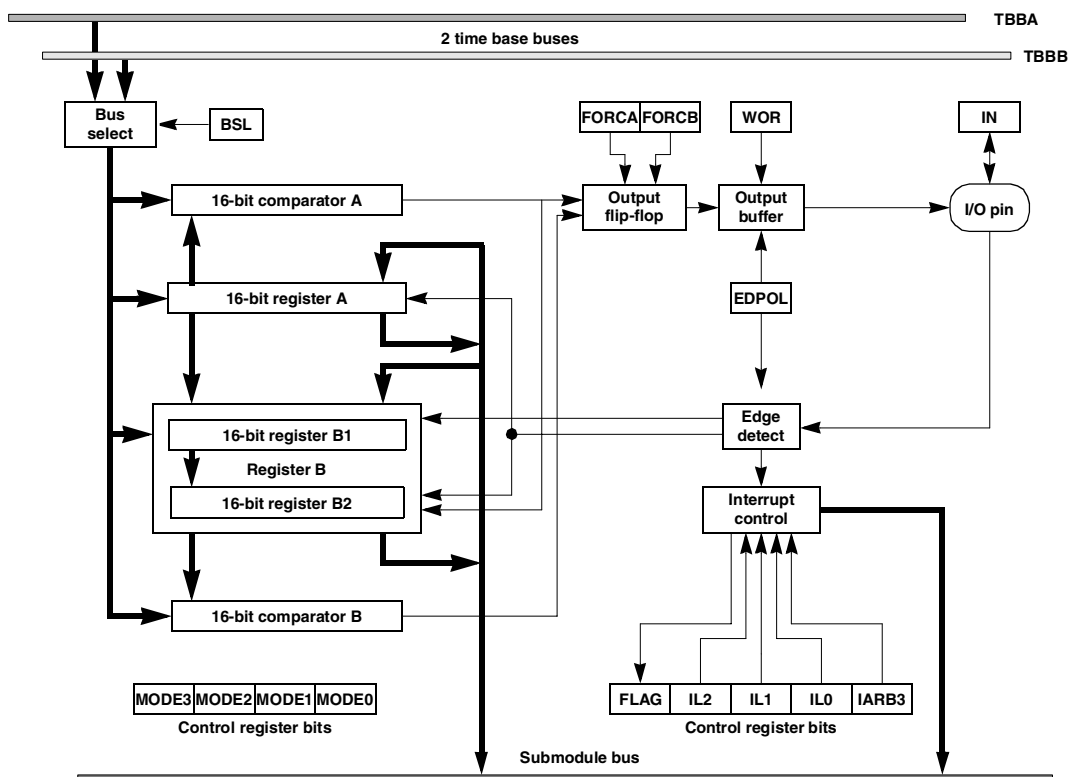 TBBA
2 time base buses
TBBB
Bus
select
BSL
FORCA
FORCB
WOR
IN
16-bit comparator A
Output
flip-flop
Output
buffer
I/O pin
16-bit register A
EDPOL
16-bit register B1
Register B
16-bit register B2
Edge
detect
Interrupt
control
16-bit comparator B
MODE3
MODE2
MODE1
MODE0
Control register bits
FLAG
IL2
IL1
IL0
IARB3
Control register bits
Submodule bus